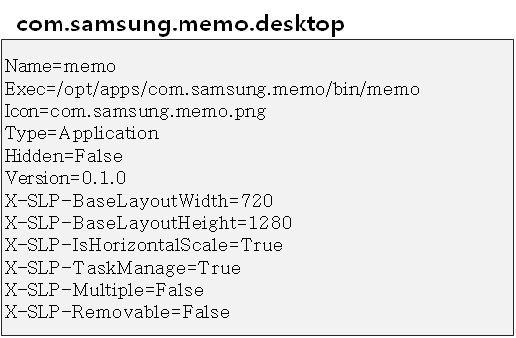 com.samsung.memo.desktop
Name=memo
Exec=/opt/apps/com.samsung.memo/bin/memo
Icon=com.samsung.memo.png
Type=Application
Hidden=False
Version=0.1.0
X-SLP-BaseLayoutWidth=720
X-SLP-BaseLayoutHeight=1280
X-SLP-IsHorizontalScale=True
X-SLP-TaskManage=True
X-SLP-Multiple=False
X-SLP-Removable=False